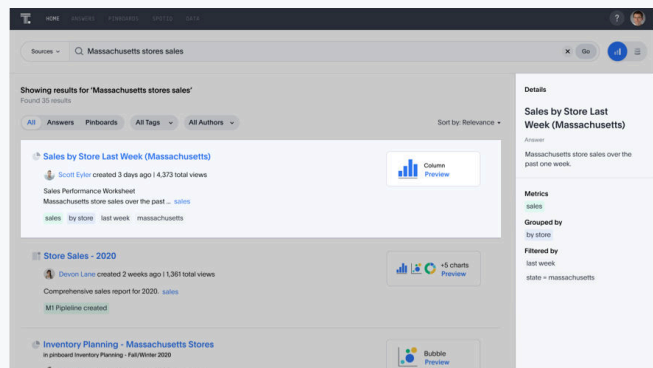 HOME ANSWERS PINBOARDS SPOTIQ DATA
?
Sources
Massachusetts stores sales
× Go
Showing results for 'Massachusetts stores sales'
Found 35 results
All Answers Pinboards All Tags All Authors
Sort by: Relevance
Sales by Store Last Week (Massachusetts)
Scott Eyler created 3 days ago I 4,373 total views
Sales Performance Worksheet
Massachusetts store sales over the past ... sales
sales by store last week massachusetts
Column
Preview
Store Sales - 2020
Devon Lane created 2 weeks ago I 1,361 total views
Comprehensive sales report for 2020. sales
M1 Pipleline created
+5 charts
Preview
Inventory Planning - Massachusetts Stores
in pinboard Inventory Planning - Fall/Winter 2020
Bubble
Preview
Details
Sales by Store Last
Week (Massachusetts)
Answer
Massachusetts store sales over the
past one week.
Metrics
sales
Grouped by
by store
Filtered by
last week
state = massachusetts